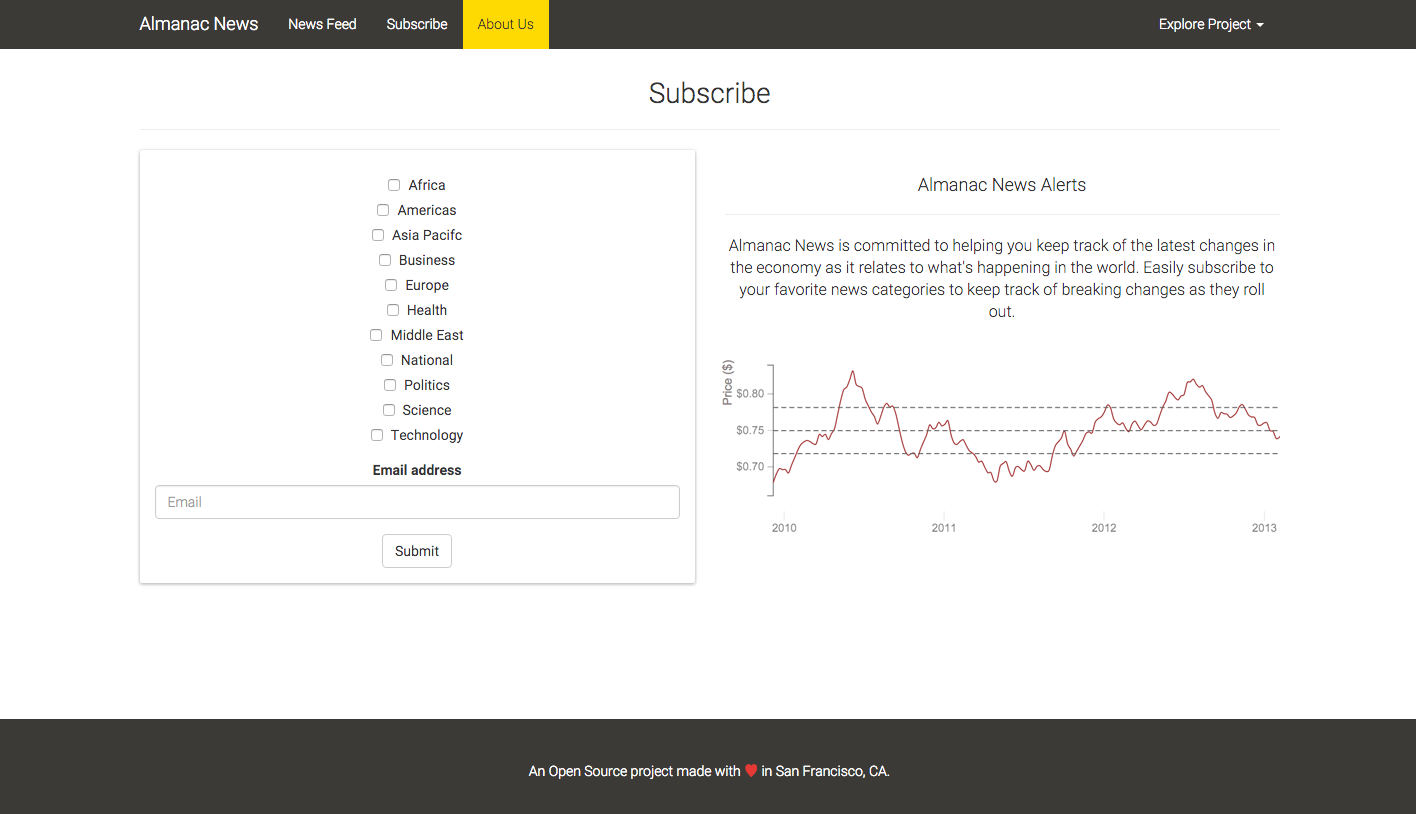 Almanac News News Feed Subscribe About Us Explore Project
Subscribe
Africa
Americas
Asia Pacifc
Business
Europe
Health
Middle East
National
Politics
Science
Technology
Email address
Email
Submit
Almanac News Alerts
Almanac News is committed to helping you keep track of the latest changes in
the economy as it relates to what's happening in the world. Easily subscribe to
your favorite news categories to keep track of breaking changes as they roll
out.
Price ($)
$0.80
$0.75
$0.70
2010 2011 2012 2013
An Open Source project made with ♥ in San Francisco, CA.